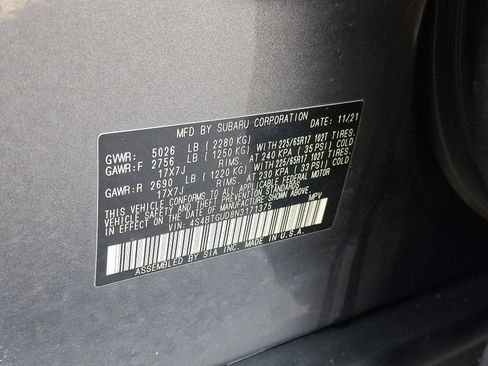 MFD BY SUBARU CORPORATION DATE: 11/21
GVWR: 5026 LB (2280 KG)
GAWR:F 2756 LB (1250 KG) WITH 225/65R17 102T TIRES.
17X7J RIMS. AT 240 KPA (35 PSI) COLD
GAWR:R 2690 LB (1220 KG) WITH 225/65R17 102T TIRES.
17X7J RIMS. AT 230 KPA (33 PSI) COLD
THIS VEHICLE CONFORMS TO ALL APPLICABLE FEDERAL MOTOR
VEHICLE SAFETY AND THEFT PREVENTION STANDARDS
IN EFFECT ON THE DATE OF MANUFACTURE SHOWN ABOVE.
VIN: 4S4BTGUD8N3171375 MPV
ASSEMBLED BY SIA INC. MADE IN U.S.A.